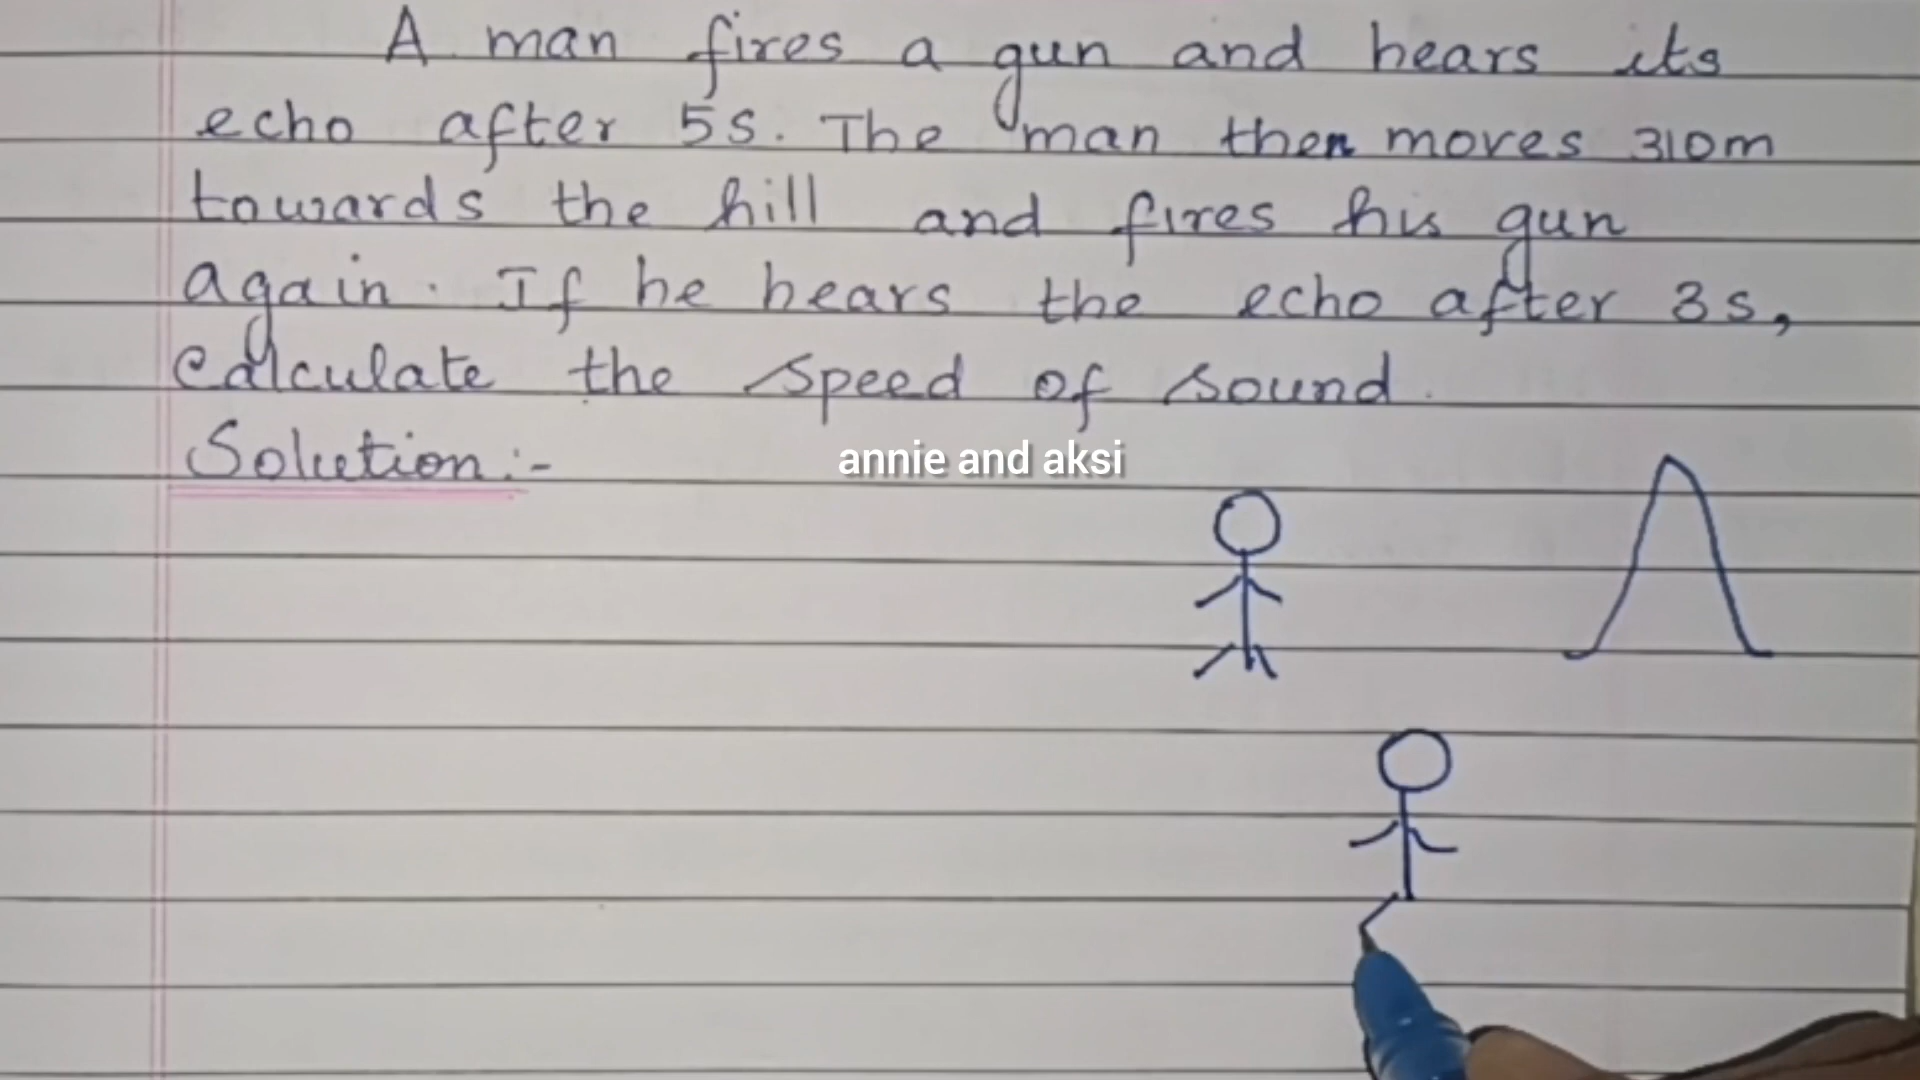 A man fires a gun and hears its
echo after 5s. The man then moves 310m
towards the hill and fires his gun
again. If he hears the echo after 3s,
Calculate the speed of sound.
Solution:-
annie and aksi